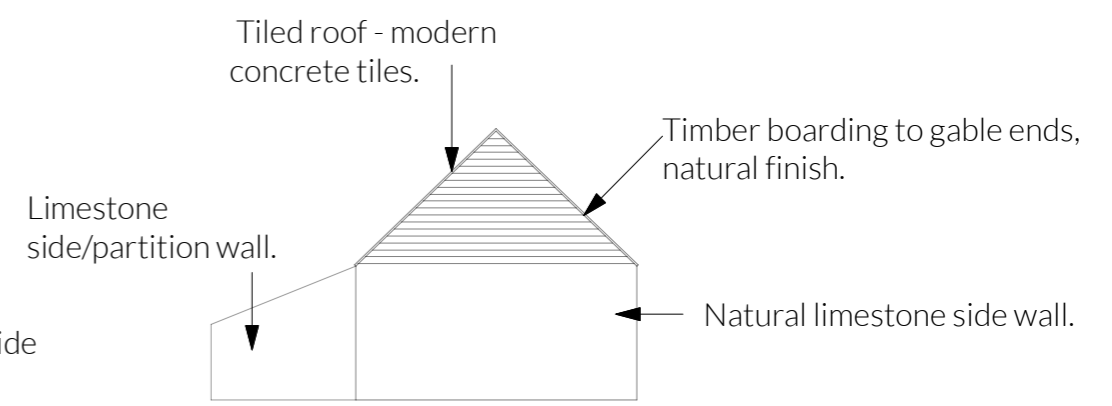 Tiled roof - modern
concrete tiles.
Timber boarding to gable ends,
natural finish.
Limestone
side/partition wall.
Natural limestone side wall.
ide